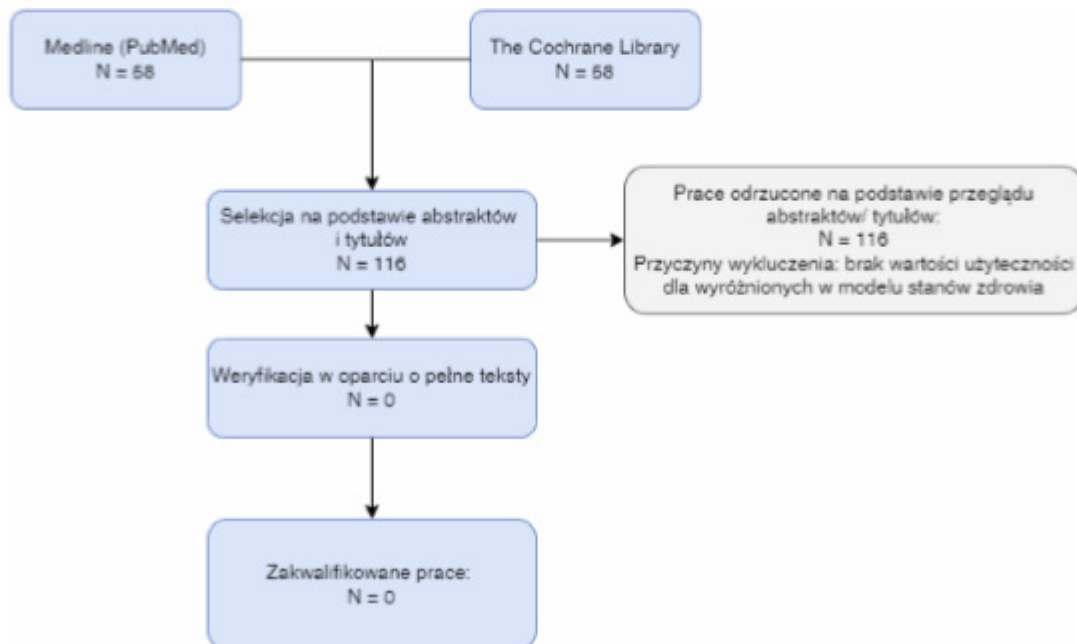 Medline (PubMed)
N = 58
The Cochrane Library
N = 58
Selekcja na podstawie abstraktów
i tytułów
N = 116
Prace odrzucone na podstawie przeglądu
abstraktów/ tytułów:
N = 116
Przyczyny wykluczenia: brak wartości użyteczności
dla wyróżnionych w modelu stanów zdrowia
Weryfikacja w oparciu o pełne teksty
N = 0
Zakwalifikowane prace:
N = 0